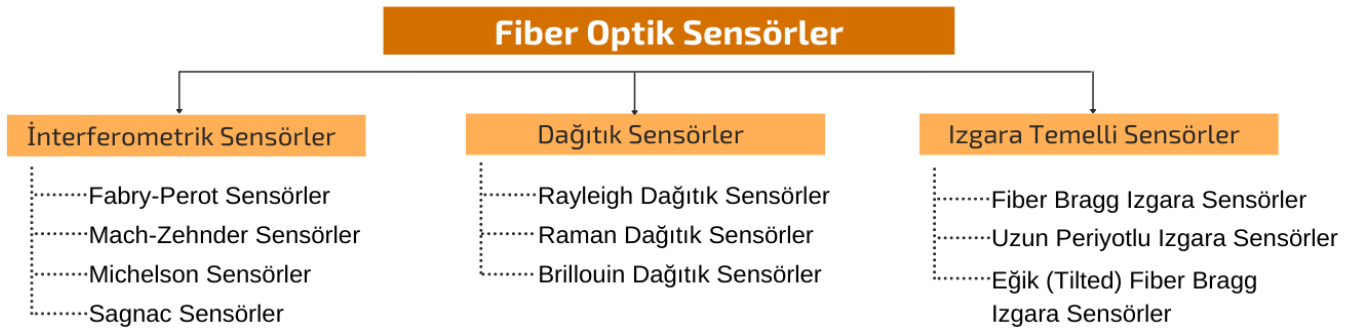 Fiber Optik Sensörler
İnterferometrik Sensörler
Fabry-Perot Sensörler
Mach-Zehnder Sensörler
Michelson Sensörler
Sagnac Sensörler
Dağıtık Sensörler
Rayleigh Dağıtık Sensörler
Raman Dağıtık Sensörler
Brillouin Dağıtık Sensörler
Izgara Temelli Sensörler
Fiber Bragg Izgara Sensörler
Uzun Periyotlu Izgara Sensörler
Eğik (Tilted) Fiber Bragg
Izgara Sensörler